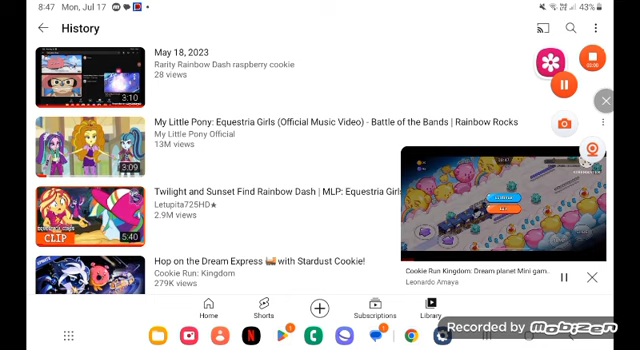 8:47 Mon, Jul 17
43%
History
May 18, 2023
Rarity Rainbow Dash raspberry cookie
28 views
3:10
My Little Pony: Equestria Girls (Official Music Video) - Battle of the Bands | Rainbow Rocks
My Little Pony Official
13M views
3:09
Twilight and Sunset Find Rainbow Dash | MLP: Equestria Girls
Letupita725HD★
2.9M views
CLIP
5:40
Hop on the Dream Express 🚂 with Stardust Cookie!
Cookie Run: Kingdom
279K views
Cookie Run Kingdom: Dream planet Mini gam.
Leonardo Amaya
Home
Shorts
Subscriptions
Library
Recorded by Mobizen